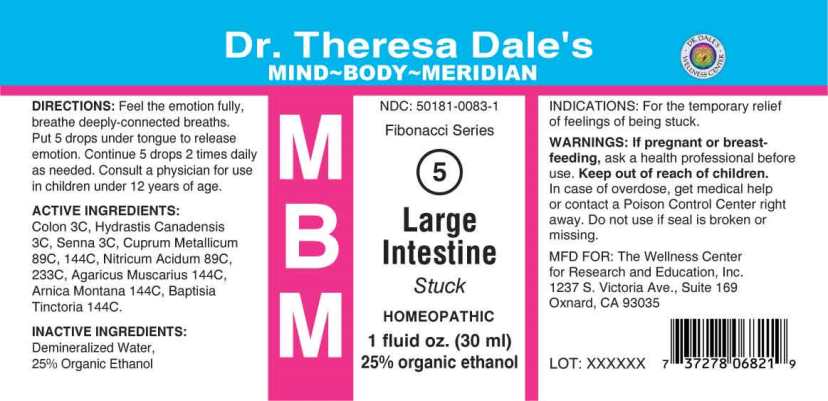 Dr. Theresa Dale's
MIND~BODY~MERIDIAN
DR. DALE'S
WELLNESS CENTER
DIRECTIONS: Feel the emotion fully,
breathe deeply-connected breaths.
Put 5 drops under tongue to release
emotion. Continue 5 drops 2 times daily
as needed. Consult a physician for use
in children under 12 years of age.
ACTIVE INGREDIENTS:
Colon 3C, Hydrastis Canadensis
3C, Senna 3C, Cuprum Metallicum
89C, 144C, Nitricum Acidum 89C,
233C, Agaricus Muscarius 144C,
Arnica Montana 144C, Baptisia
Tinctoria 144C.
INACTIVE INGREDIENTS:
Demineralized Water,
25% Organic Ethanol
M
B
M
NDC: 50181-0083-1
Fibonacci Series
5
Large
Intestine
Stuck
HOMEOPATHIC
1 fluid oz. (30 ml)
25% organic ethanol
INDICATIONS: For the temporary relief
of feelings of being stuck.
WARNINGS: If pregnant or breast-
feeding, ask a health professional before
use. Keep out of reach of children.
In case of overdose, get medical help
or contact a Poison Control Center right
away. Do not use if seal is broken or
missing.
MFD FOR: The Wellness Center
for Research and Education, Inc.
1237 S. Victoria Ave., Suite 169
Oxnard, CA 93035
LOT: XXXXXX
7 37278 06821 9